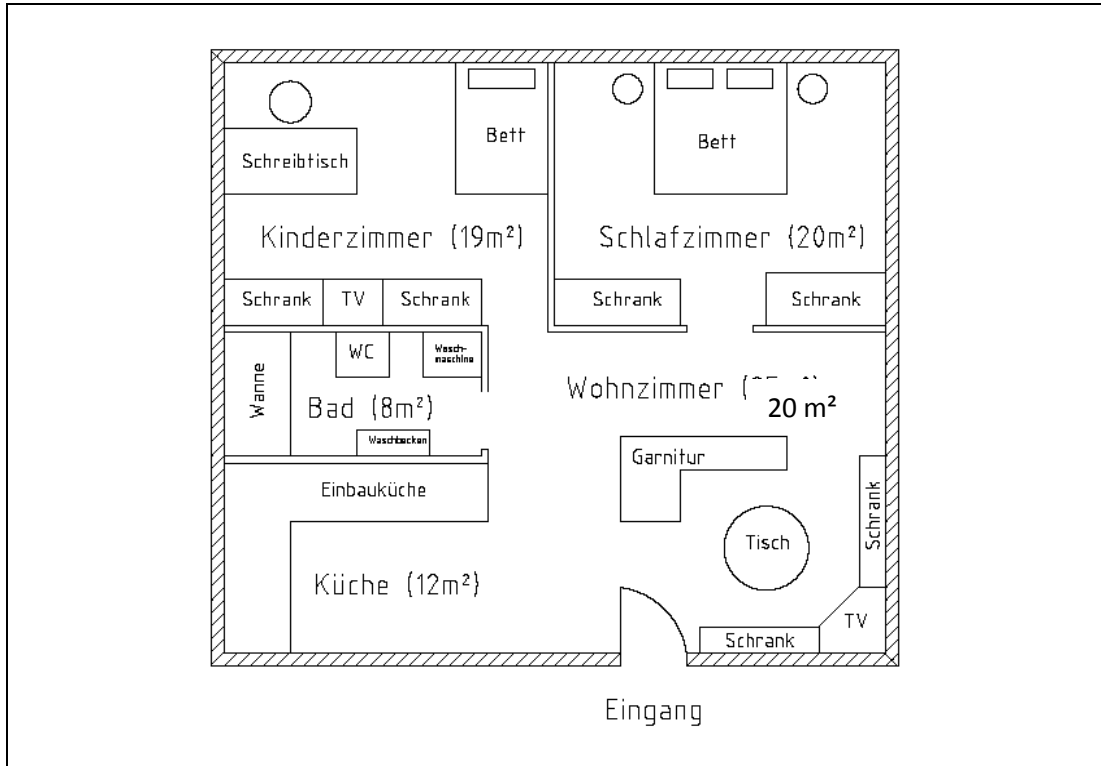 Bett
Bett
Schreibtisch
Kinderzimmer (19m²)
Schlafzimmer (20m²)
Schrank
TV
Schrank
Schrank
Schrank
WC
Wasch-
maschine
Wanne
Bad (8m²)
Waschbecken
Wohnzimmer
20 m²
Garnitur
Einbauküche
Schrank
Tisch
Küche (12m²)
TV
Schrank
Eingang